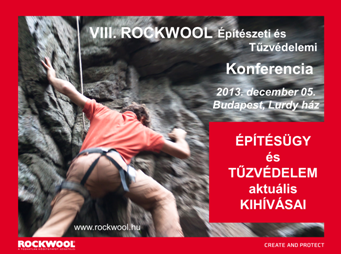 VIII. ROCKWOOL Építészeti és
Tűzvédelemi
Konferencia
2013. december 05.
Budapest, Lurdy ház
ÉPÍTÉSÜGY
és
TŰZVÉDELEM
aktuális
KIHÍVÁSAI
www.rockwool.hu
ROCKWOOL
CREATE AND PROTECT